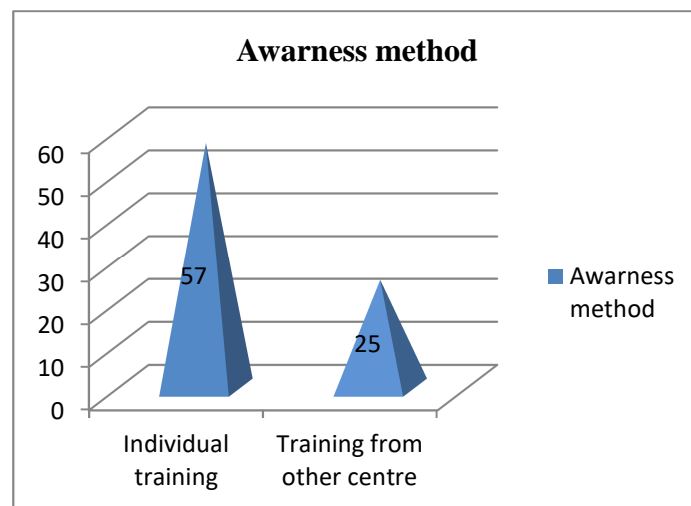 Awarness method
60
50
40
30
20
10
0
57
25
Individual
training
Training from
other centre
Awarness
method